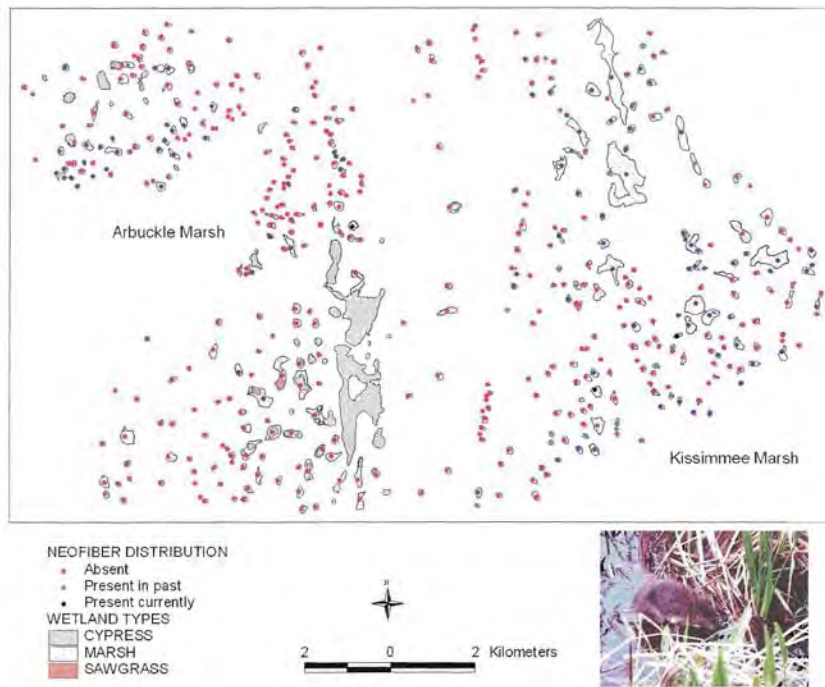 Arbuckle Marsh
Kissimmee Marsh
NEOFIBER DISTRIBUTION
Absent
Present in past
Present currently
WETLAND TYPES
CYPRESS
MARSH
SAWGRASS
N
2 0 2 Kilometers